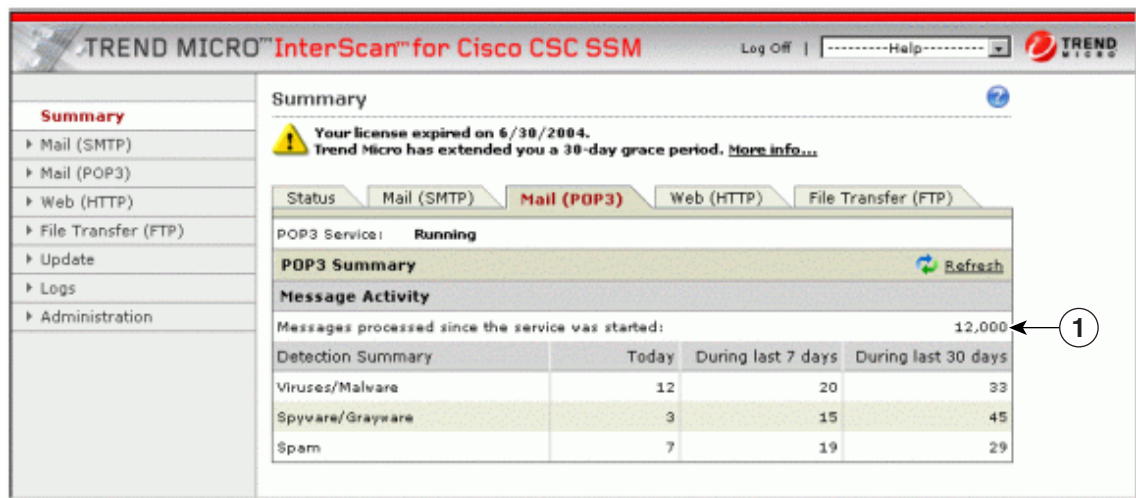 TREND MICRO™ InterScan™ for Cisco CSC SSM
Log Off | ---------Help---------
TREND MICRO
Summary
Mail (SMTP)
Mail (POP3)
Web (HTTP)
File Transfer (FTP)
Update
Logs
Administration
Summary
Your license expired on 6/30/2004.
Trend Micro has extended you a 30-day grace period. More info...
Status Mail (SMTP) Mail (POP3) Web (HTTP) File Transfer (FTP)
POP3 Service: Running
POP3 Summary Refresh
Message Activity
Messages processed since the service was started: 12,000 1
Detection Summary Today During last 7 days During last 30 days
Viruses/Malware 12 20 33
Spyware/Grayware 3 15 45
Spam 7 19 29